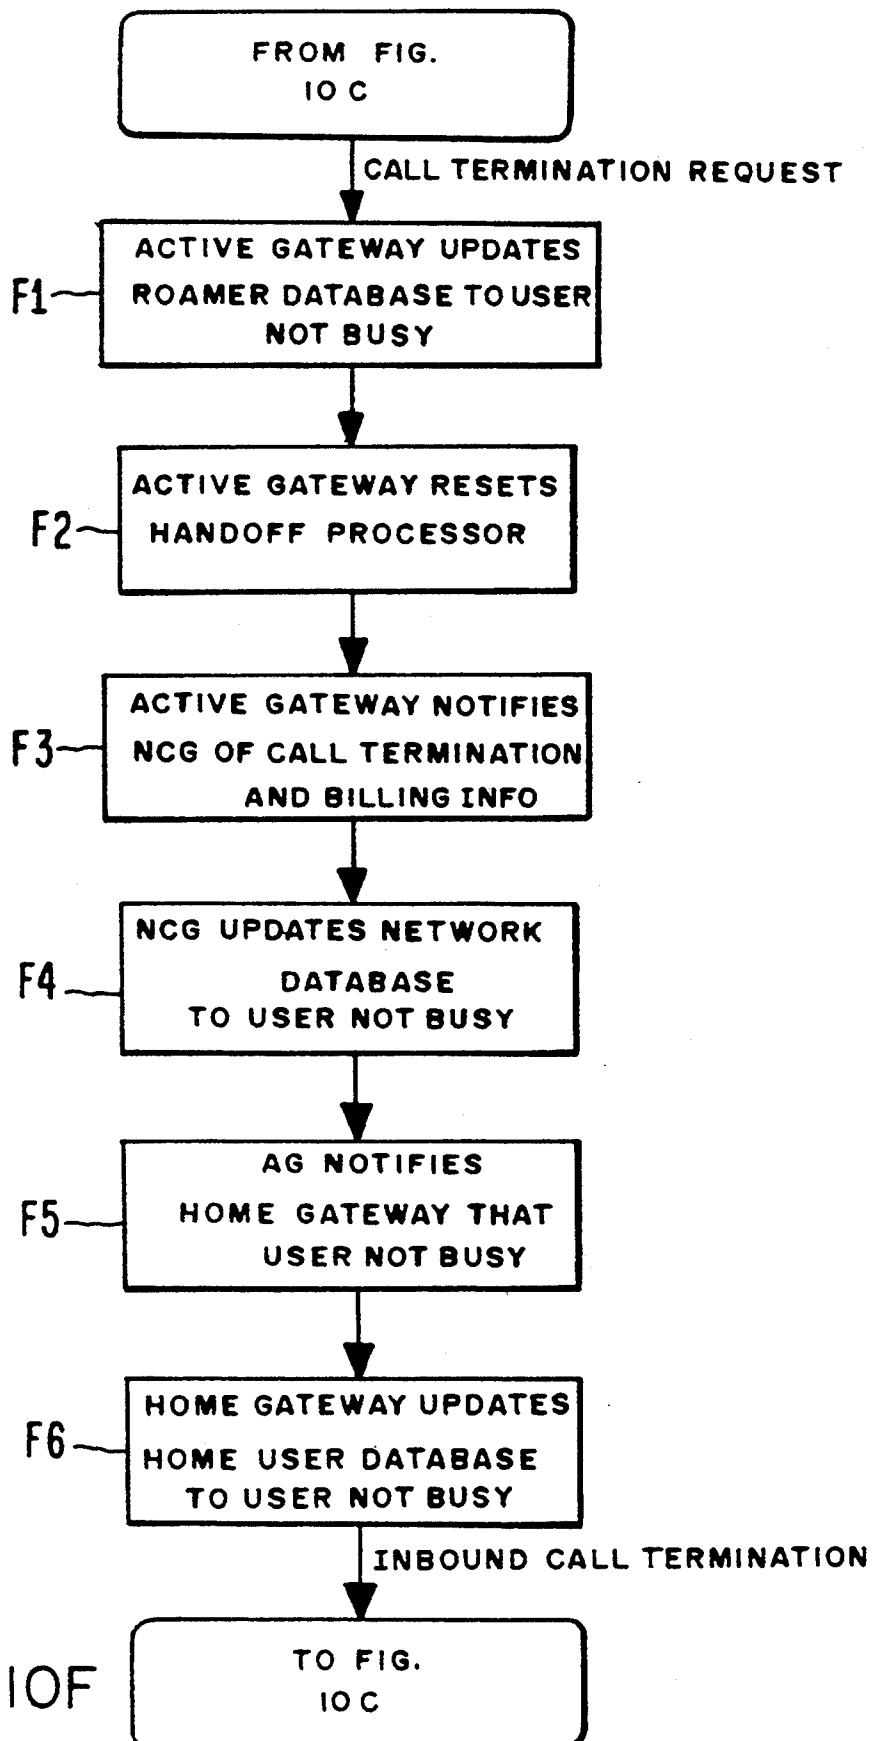 FROM FIG.
10 C
CALL TERMINATION REQUEST
F1
ACTIVE GATEWAY UPDATES
ROAMER DATABASE TO USER
NOT BUSY
F2
ACTIVE GATEWAY RESETS
HANDOFF PROCESSOR
F3
ACTIVE GATEWAY NOTIFIES
NCG OF CALL TERMINATION
AND BILLING INFO
F4
NCG UPDATES NETWORK
DATABASE
TO USER NOT BUSY
F5
AG NOTIFIES
HOME GATEWAY THAT
USER NOT BUSY
F6
HOME GATEWAY UPDATES
HOME USER DATABASE
TO USER NOT BUSY
INBOUND CALL TERMINATION
TO FIG.
10 C
10F